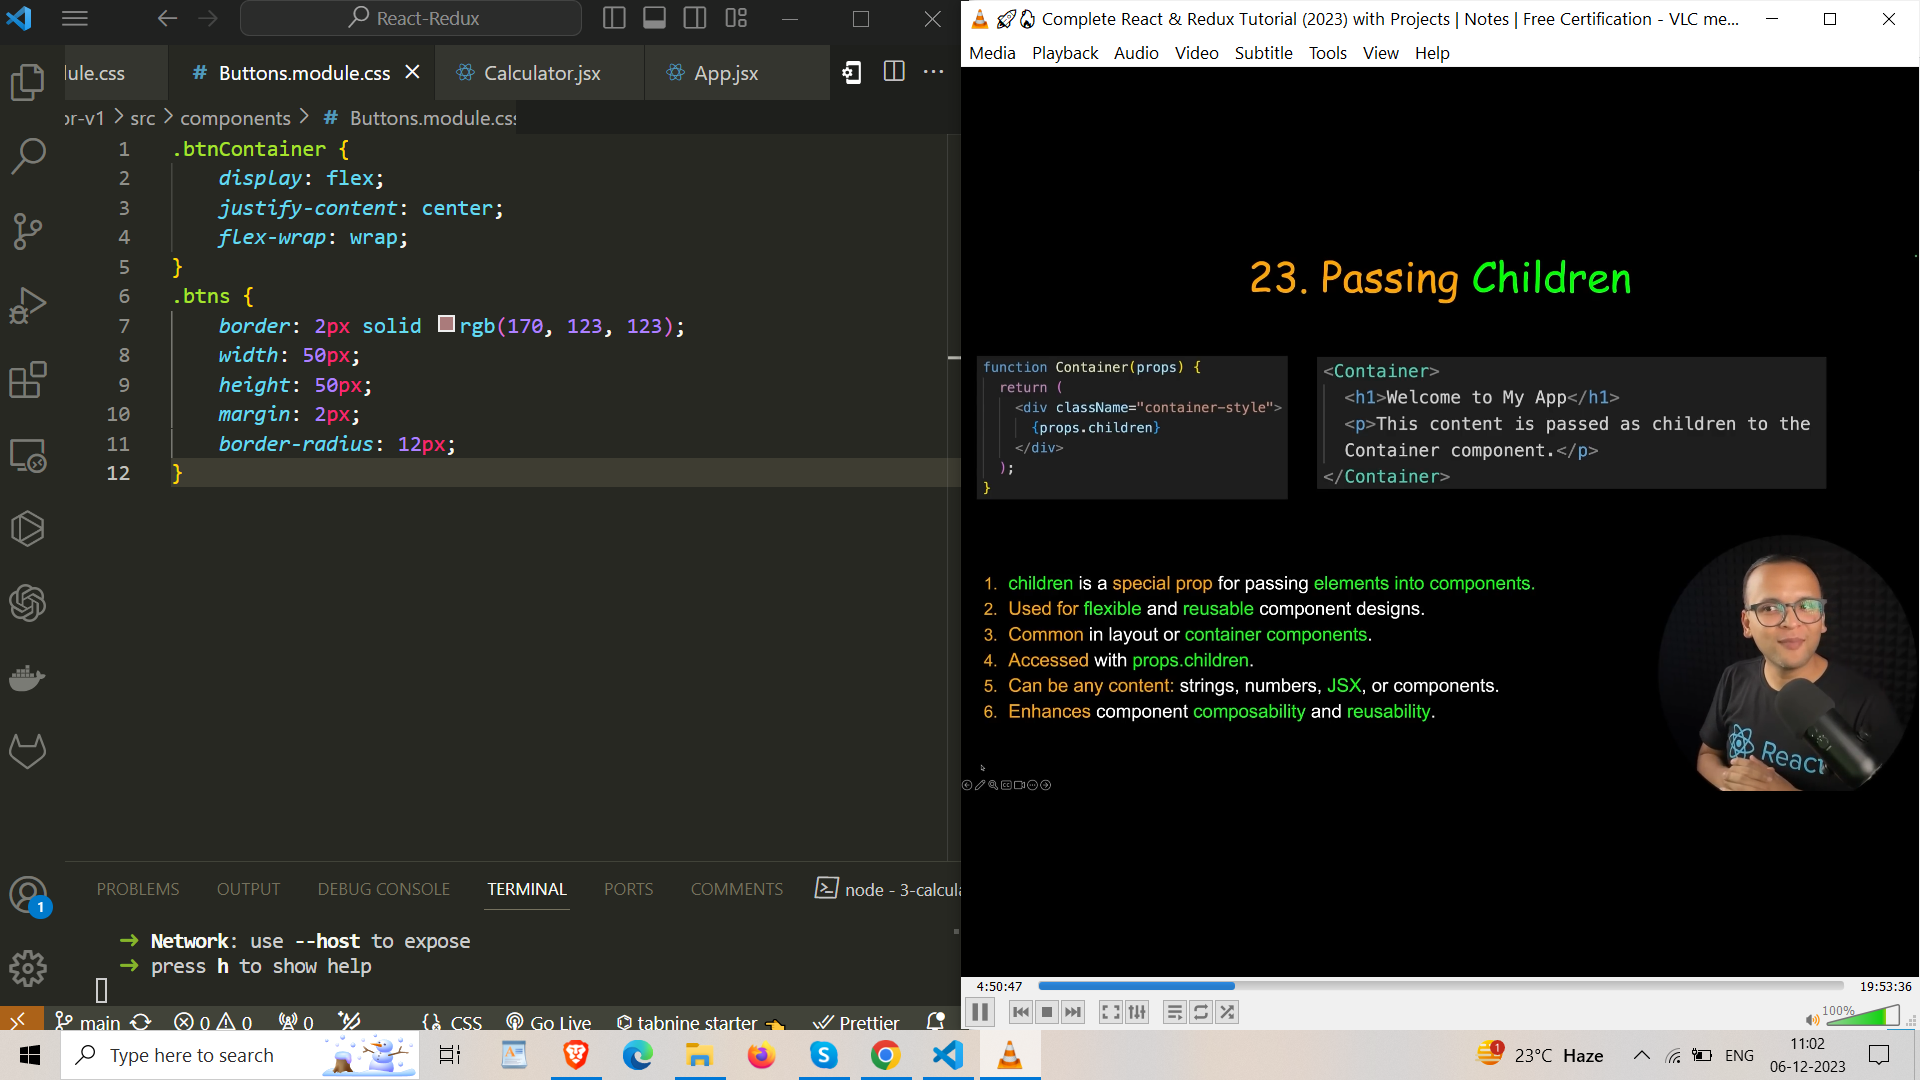 React-Redux
ule.css
# Buttons.module.css
Calculator.jsx
App.jsx
or-v1 > src > components > # Buttons.module.css
1 .btnContainer {
2 display: flex;
3 justify-content: center;
4 flex-wrap: wrap;
5 }
6 .btns {
7 border: 2px solid rgb(170, 123, 123);
8 width: 50px;
9 height: 50px;
10 margin: 2px;
11 border-radius: 12px;
12 }
PROBLEMS OUTPUT DEBUG CONSOLE TERMINAL PORTS COMMENTS node - 3-calcula
➜ Network: use --host to expose
➜ press h to show help
1
main 0 0 0 {} CSS Go Live tabnine starter Prettier
Complete React & Redux Tutorial (2023) with Projects | Notes | Free Certification - VLC me...
Media Playback Audio Video Subtitle Tools View Help
23. Passing Children
function Container(props) {
return (
<div className="container-style">
{props.children}
</div>
);
}
<Container>
<h1>Welcome to My App</h1>
<p>This content is passed as children to the
Container component.</p>
</Container>
1. children is a special prop for passing elements into components.
2. Used for flexible and reusable component designs.
3. Common in layout or container components.
4. Accessed with props.children.
5. Can be any content: strings, numbers, JSX, or components.
6. Enhances component composability and reusability.
React
4:50:47
19:53:36
100%
Type here to search
1
23°C Haze
ENG
11:02
06-12-2023